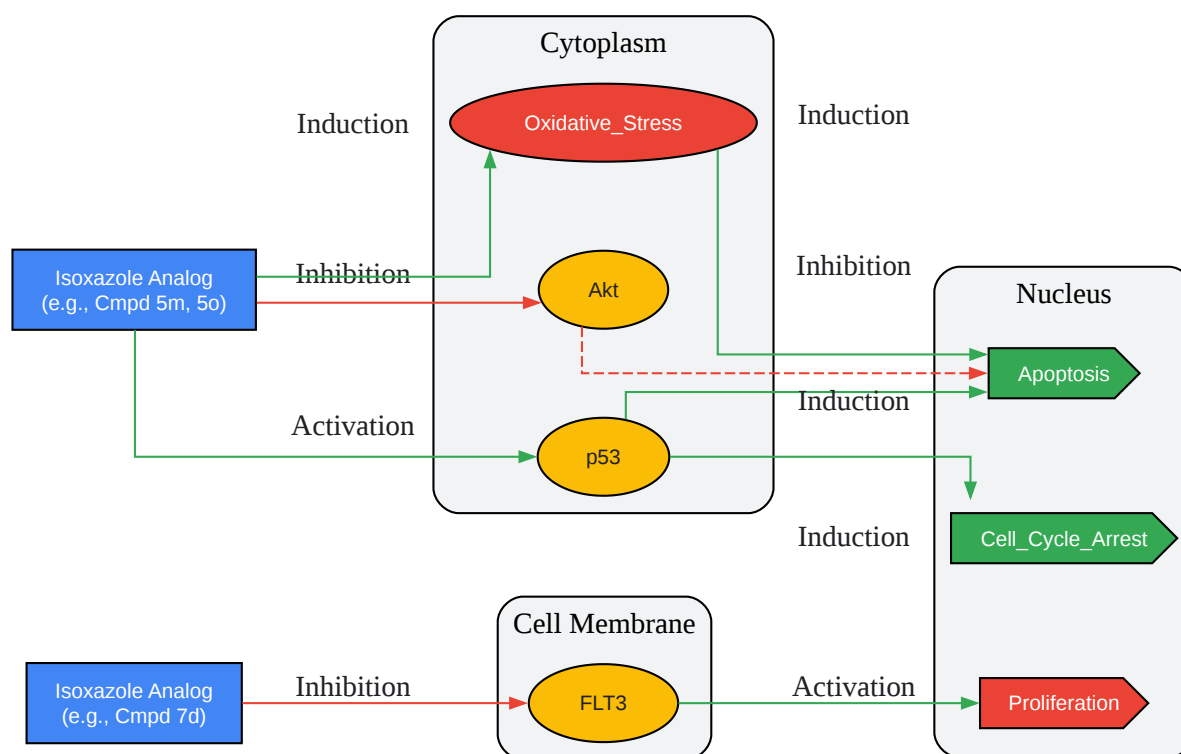 Cytoplasm
Induction
Oxidative_Stress
Induction
Isoxazole Analog
(e.g., Cmpd 5m, 5o)
Inhibition
Akt
Inhibition
Nucleus
Apoptosis
Induction
Activation
p53
Induction
Cell_Cycle_Arrest
Cell Membrane
Isoxazole Analog
(e.g., Cmpd 7d)
Inhibition
FLT3
Activation
Proliferation